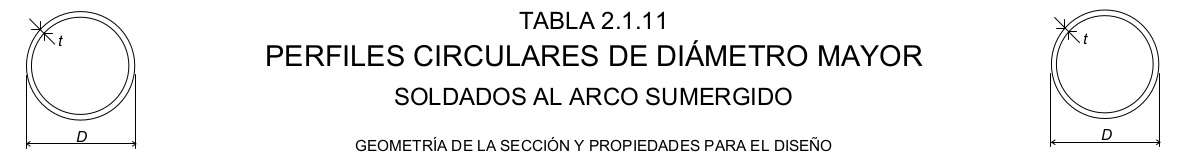 TABLA 2.1.11
PERFILES CIRCULARES DE DIÁMETRO MAYOR
SOLDADOS AL ARCO SUMERGIDO
GEOMETRÍA DE LA SECCIÓN Y PROPIEDADES PARA EL DISEÑO
t
D
t
D